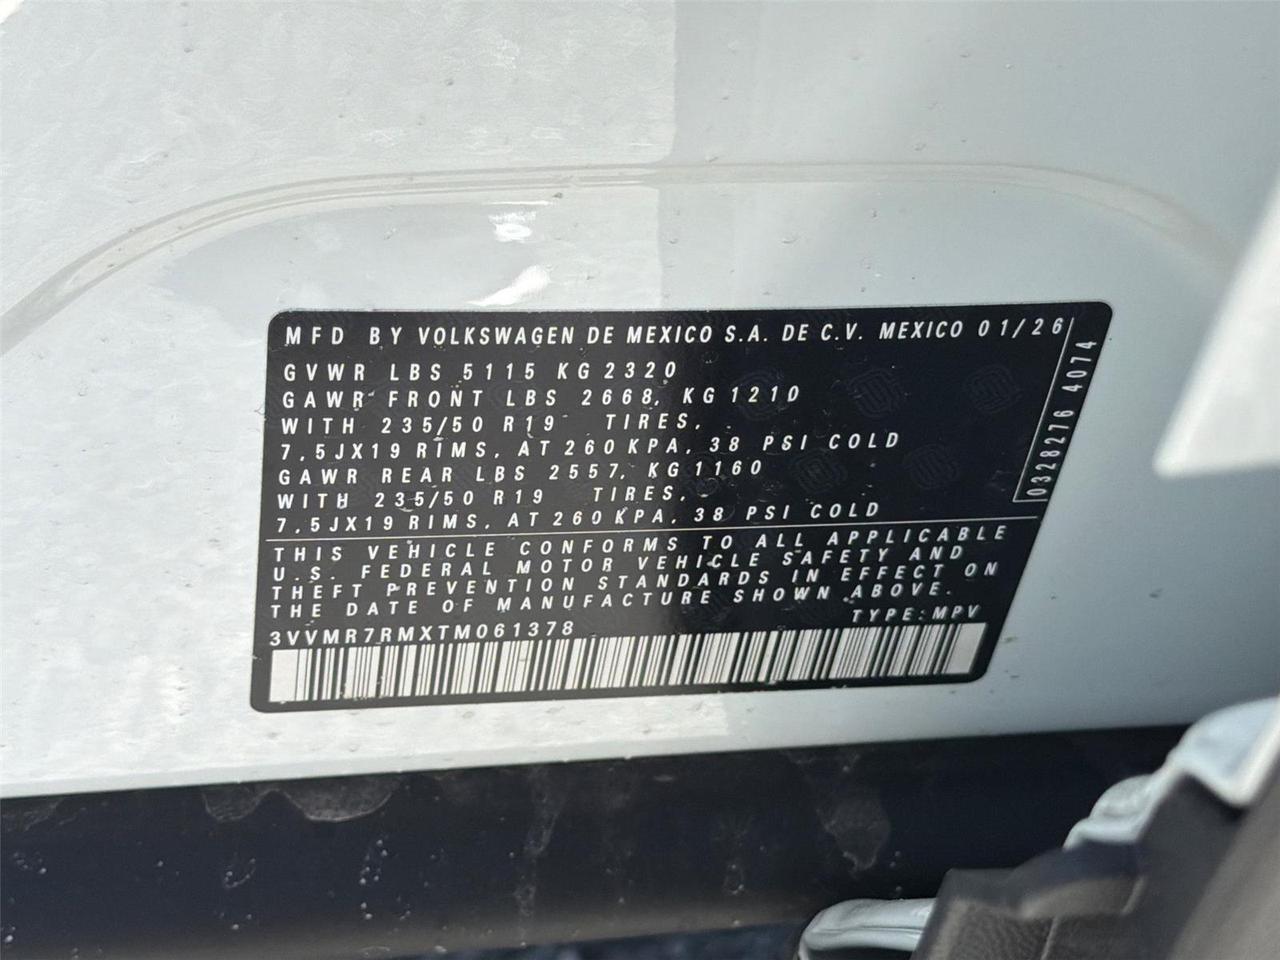 MFD BY VOLKSWAGEN DE MEXICO S.A. DE C.V. MEXICO 01/26
GVWR LBS 5115 KG 2320
GAWR FRONT LBS 2668, KG 1210
WITH 235/50 R19 TIRES,
7,5JX19 RIMS, AT 260 KPA, 38 PSI COLD
GAWR REAR LBS 2557, KG 1160
WITH 235/50 R19 TIRES,
7,5JX19 RIMS, AT 260 KPA, 38 PSI COLD
0328276 4074
THIS VEHICLE CONFORMS TO ALL APPLICABLE
U.S. FEDERAL MOTOR VEHICLE SAFETY AND
THEFT PREVENTION STANDARDS IN EFFECT ON
THE DATE OF MANUFACTURE SHOWN ABOVE.
TYPE:MPV
3VVMR7RMXTM061378